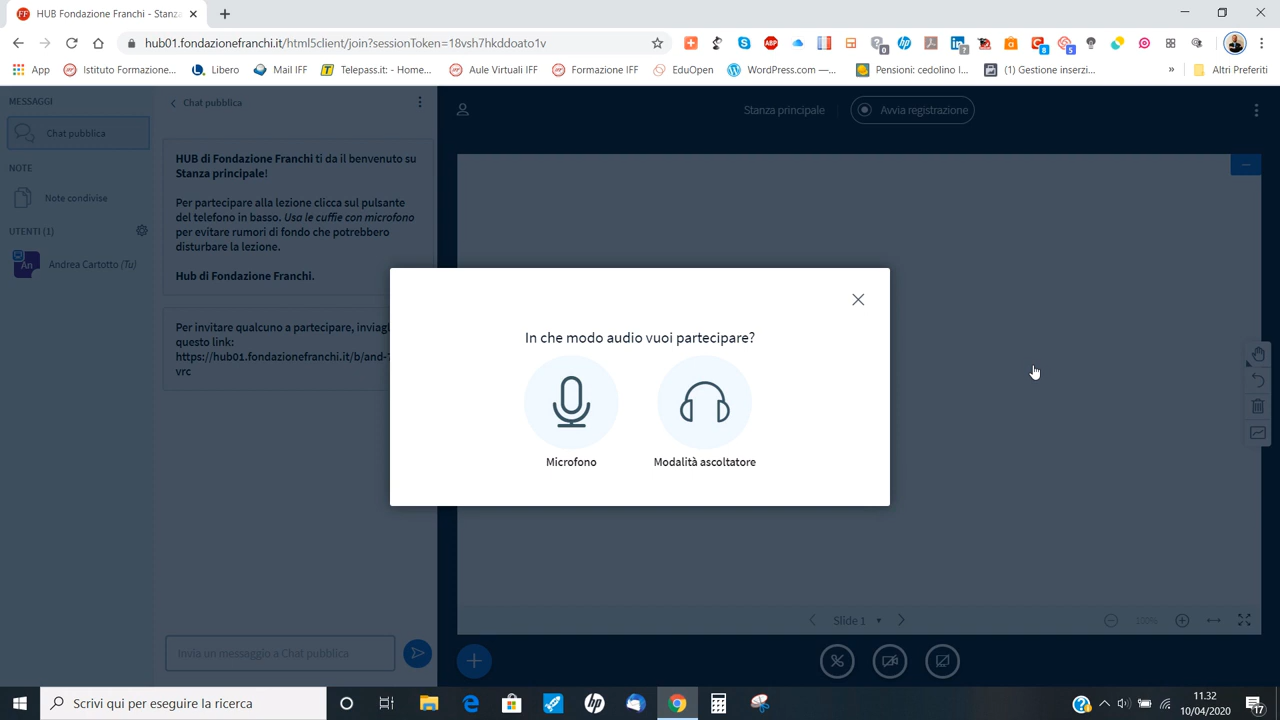 HUB Fondazione Franchi - Stanza
hub01.fondazionefranchi.it/html5client/join?sessionToken=18vsh7hkddoato1v
App
Istituto Formazione...
Libero
Mail IFF
Telepass.it: - Home...
Aule Virtuali IFF
Formazione IFF
EduOpen
WordPress.com —...
Pensioni: cedolino I...
(1) Gestione inserzi...
»
Altri Preferiti
MESSAGGI
Chat pubblica
NOTE
Note condivise
UTENTI (1)
An
Andrea Cartotto (Tu)
Chat pubblica
HUB di Fondazione Franchi ti da il benvenuto su
Stanza principale!
Per partecipare alla lezione clicca sul pulsante
del telefono in basso. Usa le cuffie con microfono
per evitare rumori di fondo che potrebbero
disturbare la lezione.
Hub di Fondazione Franchi.
Per invitare qualcuno a partecipare, inviagli
questo link:
https://hub01.fondazionefranchi.it/b/and-
vrc
Invia un messaggio a Chat pubblica
Stanza principale
Avvia registrazione
In che modo audio vuoi partecipare?
Microfono
Modalità ascoltatore
Slide 1
100%
Scrivi qui per eseguire la ricerca
11.32
10/04/2020
17